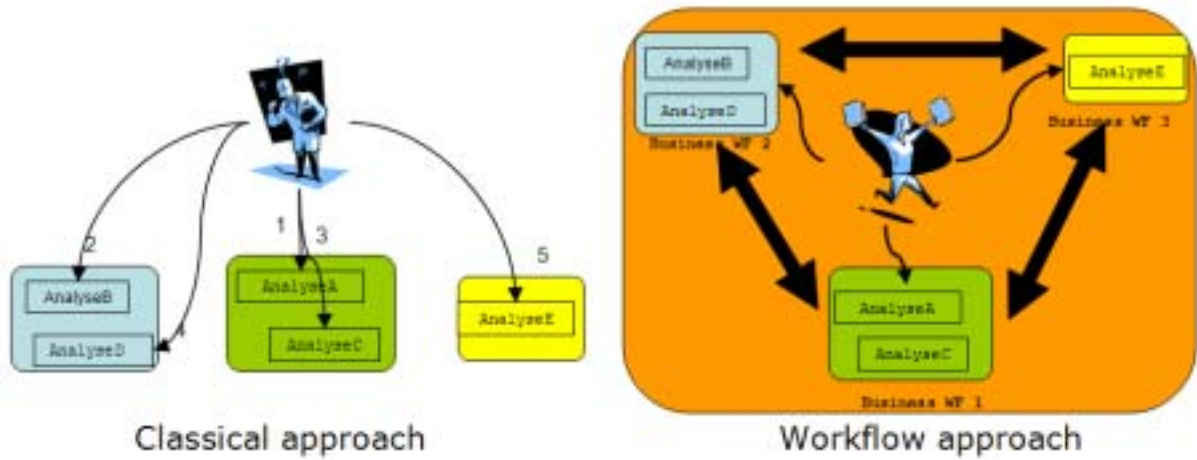 1
3
2
5
AnalyseB
AnalyseA
AnalyseD
4
AnalyseC
AnalyseE
Classical approach
AnalyseB
AnalyseD
Business WF 2
AnalyseE
Business WF 3
AnalyseA
AnalyseC
Business WF 1
Workflow approach